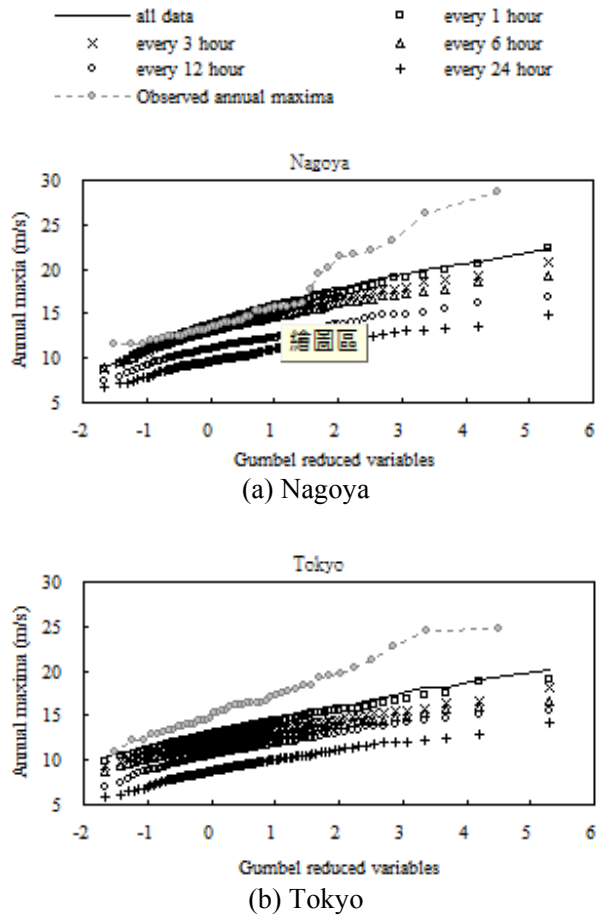 all data
every 1 hour
every 3 hour
every 6 hour
every 12 hour
every 24 hour
Observed annual maxima
Nagoya
Annual maxia (m/s)
30
25
20
15
10
5
繪圖區
-2 -1 0 1 2 3 4 5 6
Gumbel reduced variables
(a) Nagoya
Tokyo
Annual maxima (m/s)
30
25
20
15
10
5
-2 -1 0 1 2 3 4 5 6
Gumbel reduced variables
(b) Tokyo